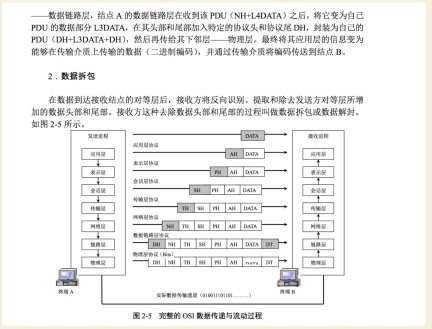 ——数据链路层，结点 A 的数据链路层在收到该 PDU（NH+L4DATA）之后，将它变为自己
PDU 的数据部分 L3DATA，在其头部和尾部加入特定的协议头和协议尾 DH，封装为自己的
PDU（DH+L3DATA+DH），然后再传给其下邻层——物理层。最终将其应用层的信息变为
能够在传输介质上传输的数据（二进制编码），并通过传输介质将编码传送到结点 B。
2．数据拆包
在数据到达接收结点的对等层后，接收方将反向识别、提取和除去发送方对等层所增
加的数据头部和尾部。接收方这种去除数据头部和尾部的过程叫做数据拆包或数据解封。
如图 2-5 所示。
发送进程 DATA 接收进程
应用层协议
应用层 AH DATA 应用层
表示层协议
表示层 PH AH DATA 表示层
会话层协议
会话层 SH PH AH DATA 会话层
传输层协议
传输层 TH SH PH AH DATA 传输层
网络层协议
网络层 NH TH SH PH AH DATA 网络层
数据链路层协议
链路层 DH NH TH SH PH AH DATA DT 链路层
物理层协议（Bits）
物理层 DH NH TH SH PH AH DATA DT 物理层
终端 A 终端 B
实际数据传输通道（010011101101……）
图 2-5 完整的 OSI 数据传递与流动过程